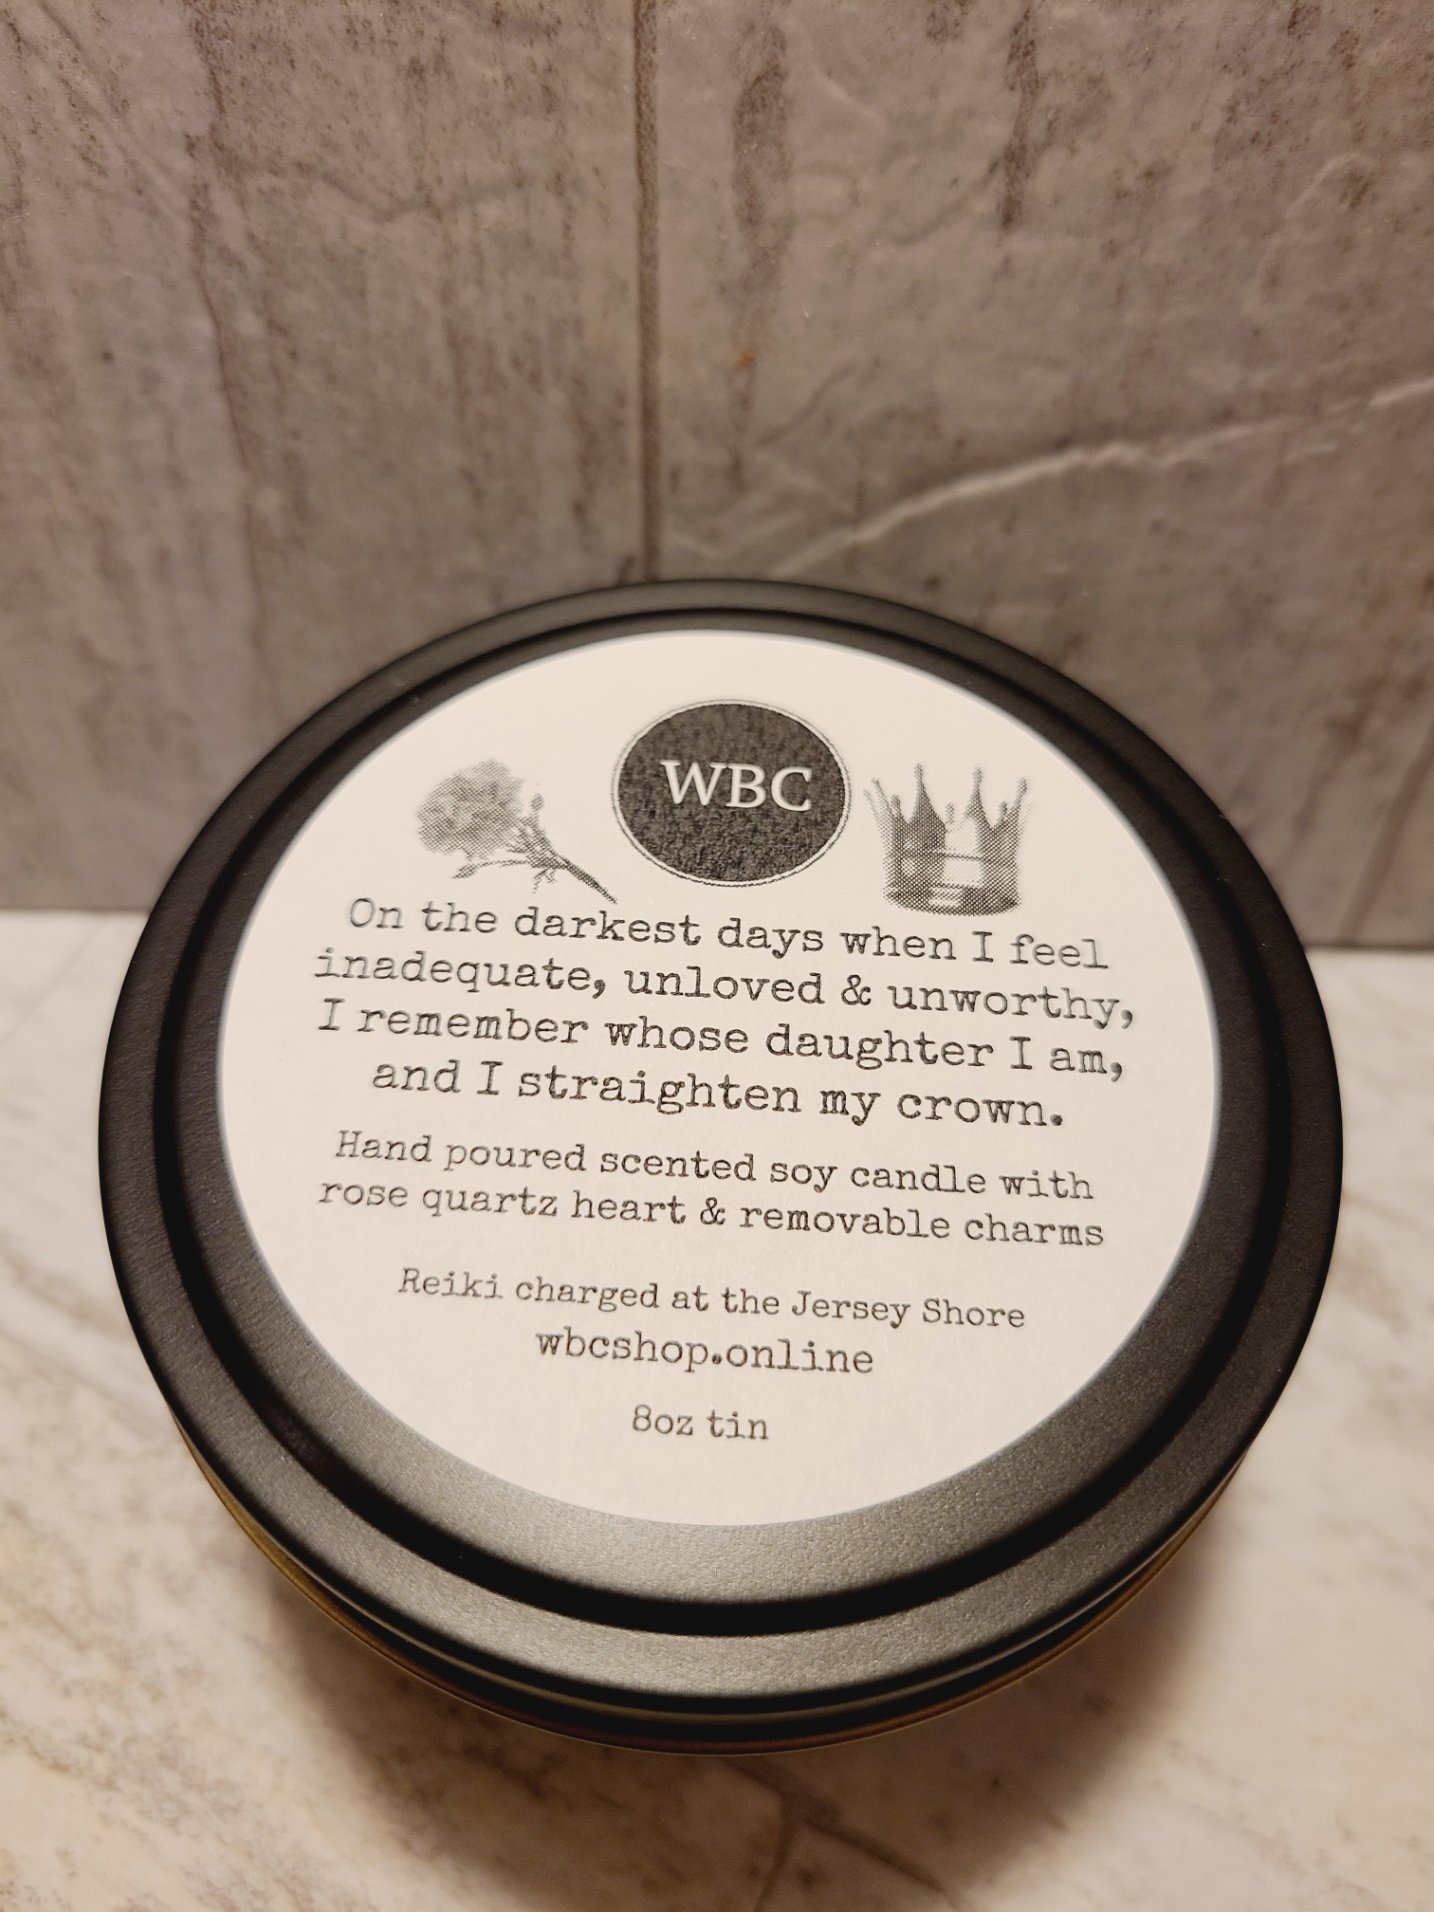 WBC
On the darkest days when I feel
inadequate, unloved & unworthy,
I remember whose daughter I am,
and I straighten my crown.
Hand poured scented soy candle with
rose quartz heart & removable charms
Reiki charged at the Jersey Shore
wbcshop.online
8oz tin